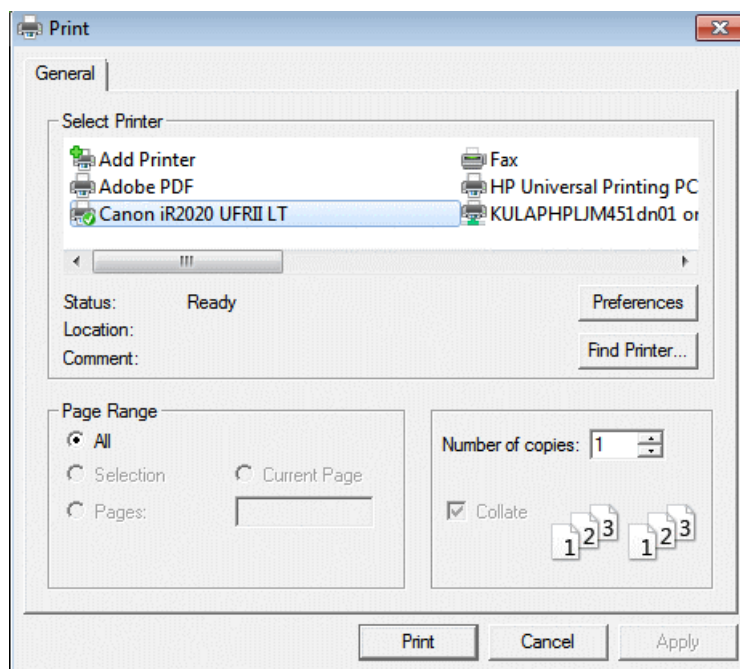 Print
General
Select Printer
Add Printer
Fax
Adobe PDF
HP Universal Printing PC
Canon iR2020 UFRII LT
KULAPHPLJM451dn01 or
Status: Ready
Preferences
Location:
Find Printer...
Comment:
Page Range
All
Number of copies: 1
Selection
Current Page
Pages:
Collate
1 2 3 1 2 3
Print
Cancel
Apply